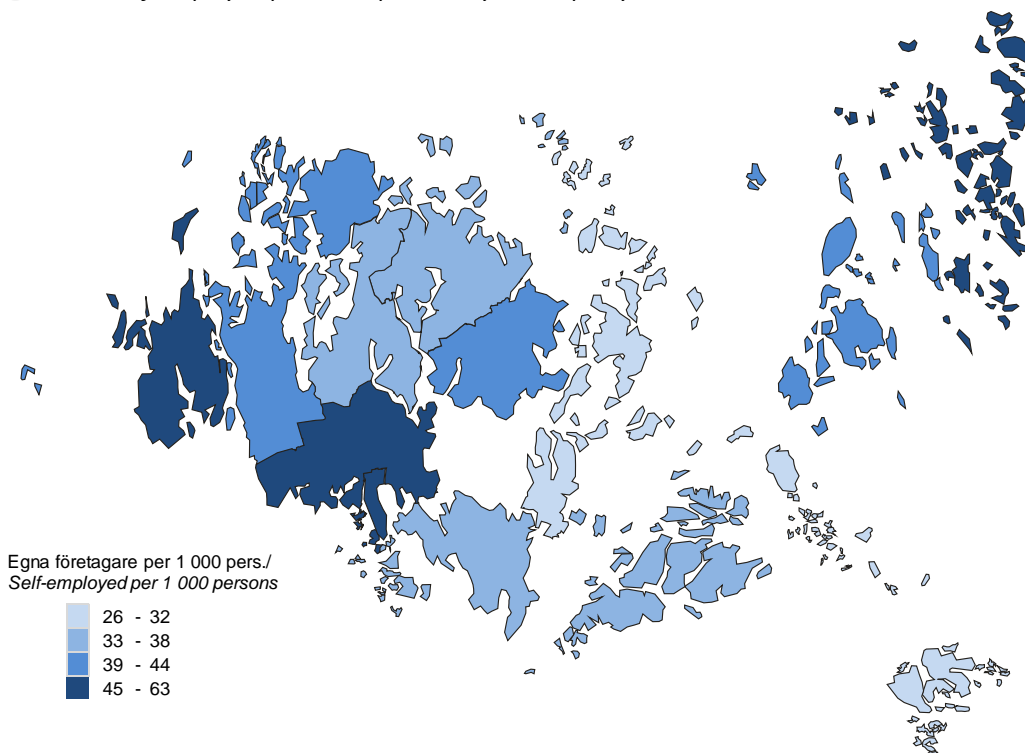 Egna företagare per 1 000 pers./
Self-employed per 1 000 persons
26 - 32
33 - 38
39 - 44
45 - 63